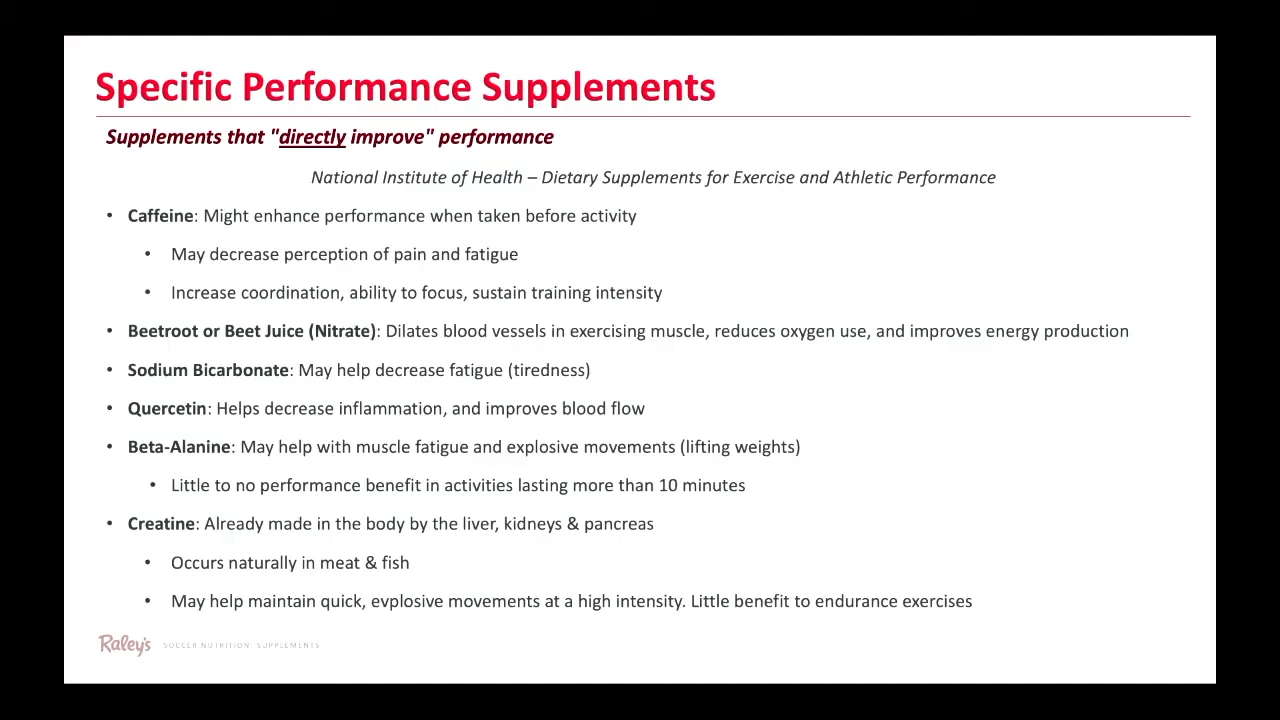 Specific Performance Supplements
Supplements that "directly improve" performance
National Institute of Health – Dietary Supplements for Exercise and Athletic Performance
• Caffeine: Might enhance performance when taken before activity
• May decrease perception of pain and fatigue
• Increase coordination, ability to focus, sustain training intensity
• Beetroot or Beet Juice (Nitrate): Dilates blood vessels in exercising muscle, reduces oxygen use, and improves energy production
• Sodium Bicarbonate: May help decrease fatigue (tiredness)
• Quercetin: Helps decrease inflammation, and improves blood flow
• Beta-Alanine: May help with muscle fatigue and explosive movements (lifting weights)
• Little to no performance benefit in activities lasting more than 10 minutes
• Creatine: Already made in the body by the liver, kidneys & pancreas
• Occurs naturally in meat & fish
• May help maintain quick, evplosive movements at a high intensity. Little benefit to endurance exercises
Raley's SOCCER NUTRITION: SUPPLEMENTS